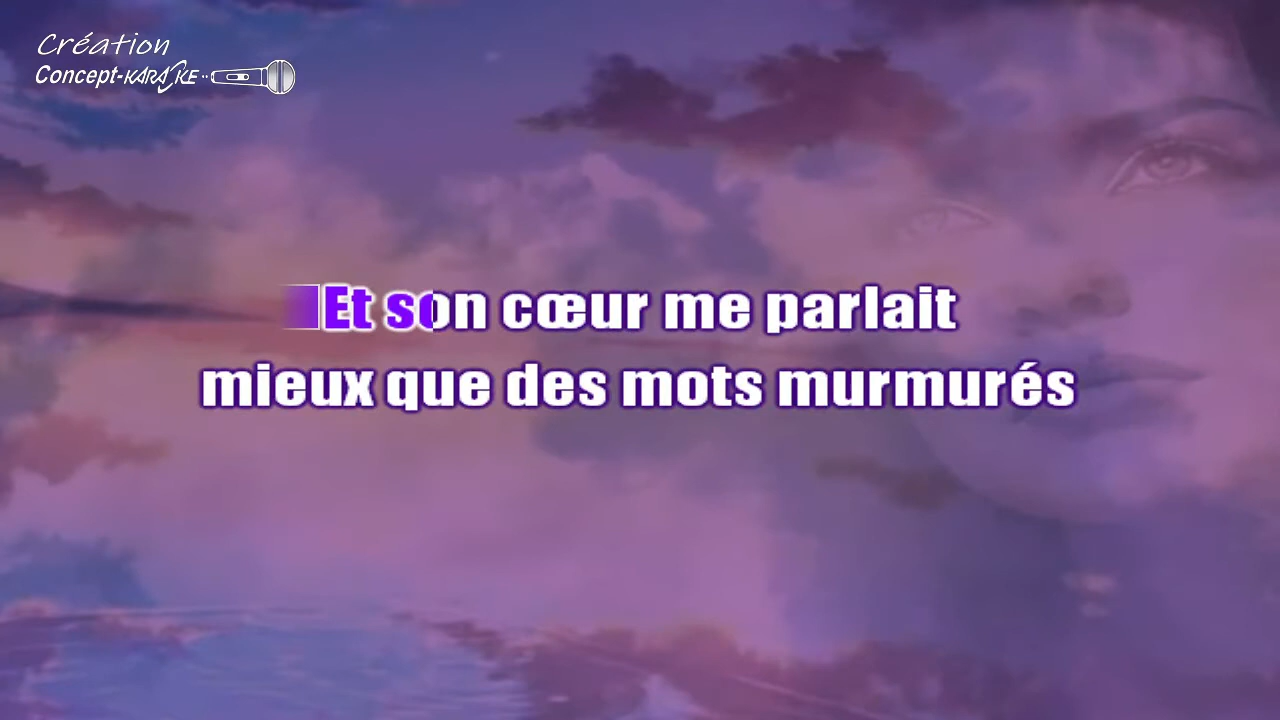 Création
Concept-KARAOKE
Et son cœur me parlait
mieux que des mots murmurés